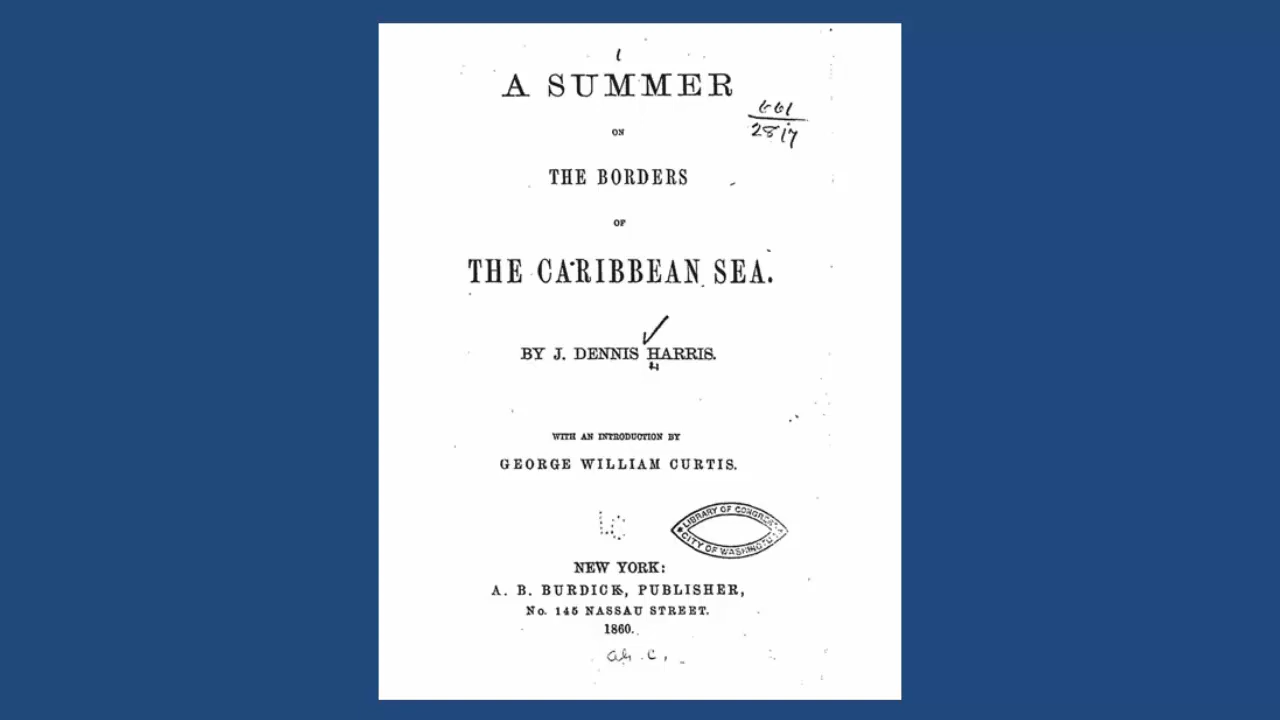 A SUMMER
ON
THE BORDERS
OF
THE CARIBBEAN SEA.
BY J. DENNIS HARRIS.
WITH AN INTRODUCTION BY
GEORGE WILLIAM CURTIS.
LC
LIBRARY OF CONGRESS
CITY OF WASHINGTON
NEW YORK:
A. B. BURDICK, PUBLISHER,
No. 145 NASSAU STREET.
1860.